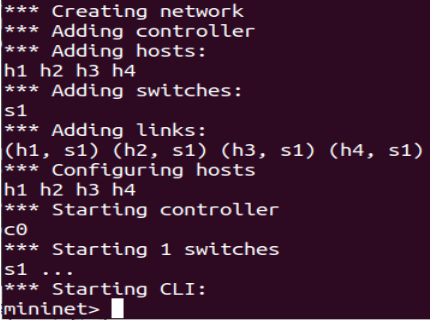 *** Creating network
*** Adding controller
*** Adding hosts:
h1 h2 h3 h4
*** Adding switches:
s1
*** Adding links:
(h1, s1) (h2, s1) (h3, s1) (h4, s1)
*** Configuring hosts
h1 h2 h3 h4
*** Starting controller
c0
*** Starting 1 switches
s1 ...
*** Starting CLI:
mininet>